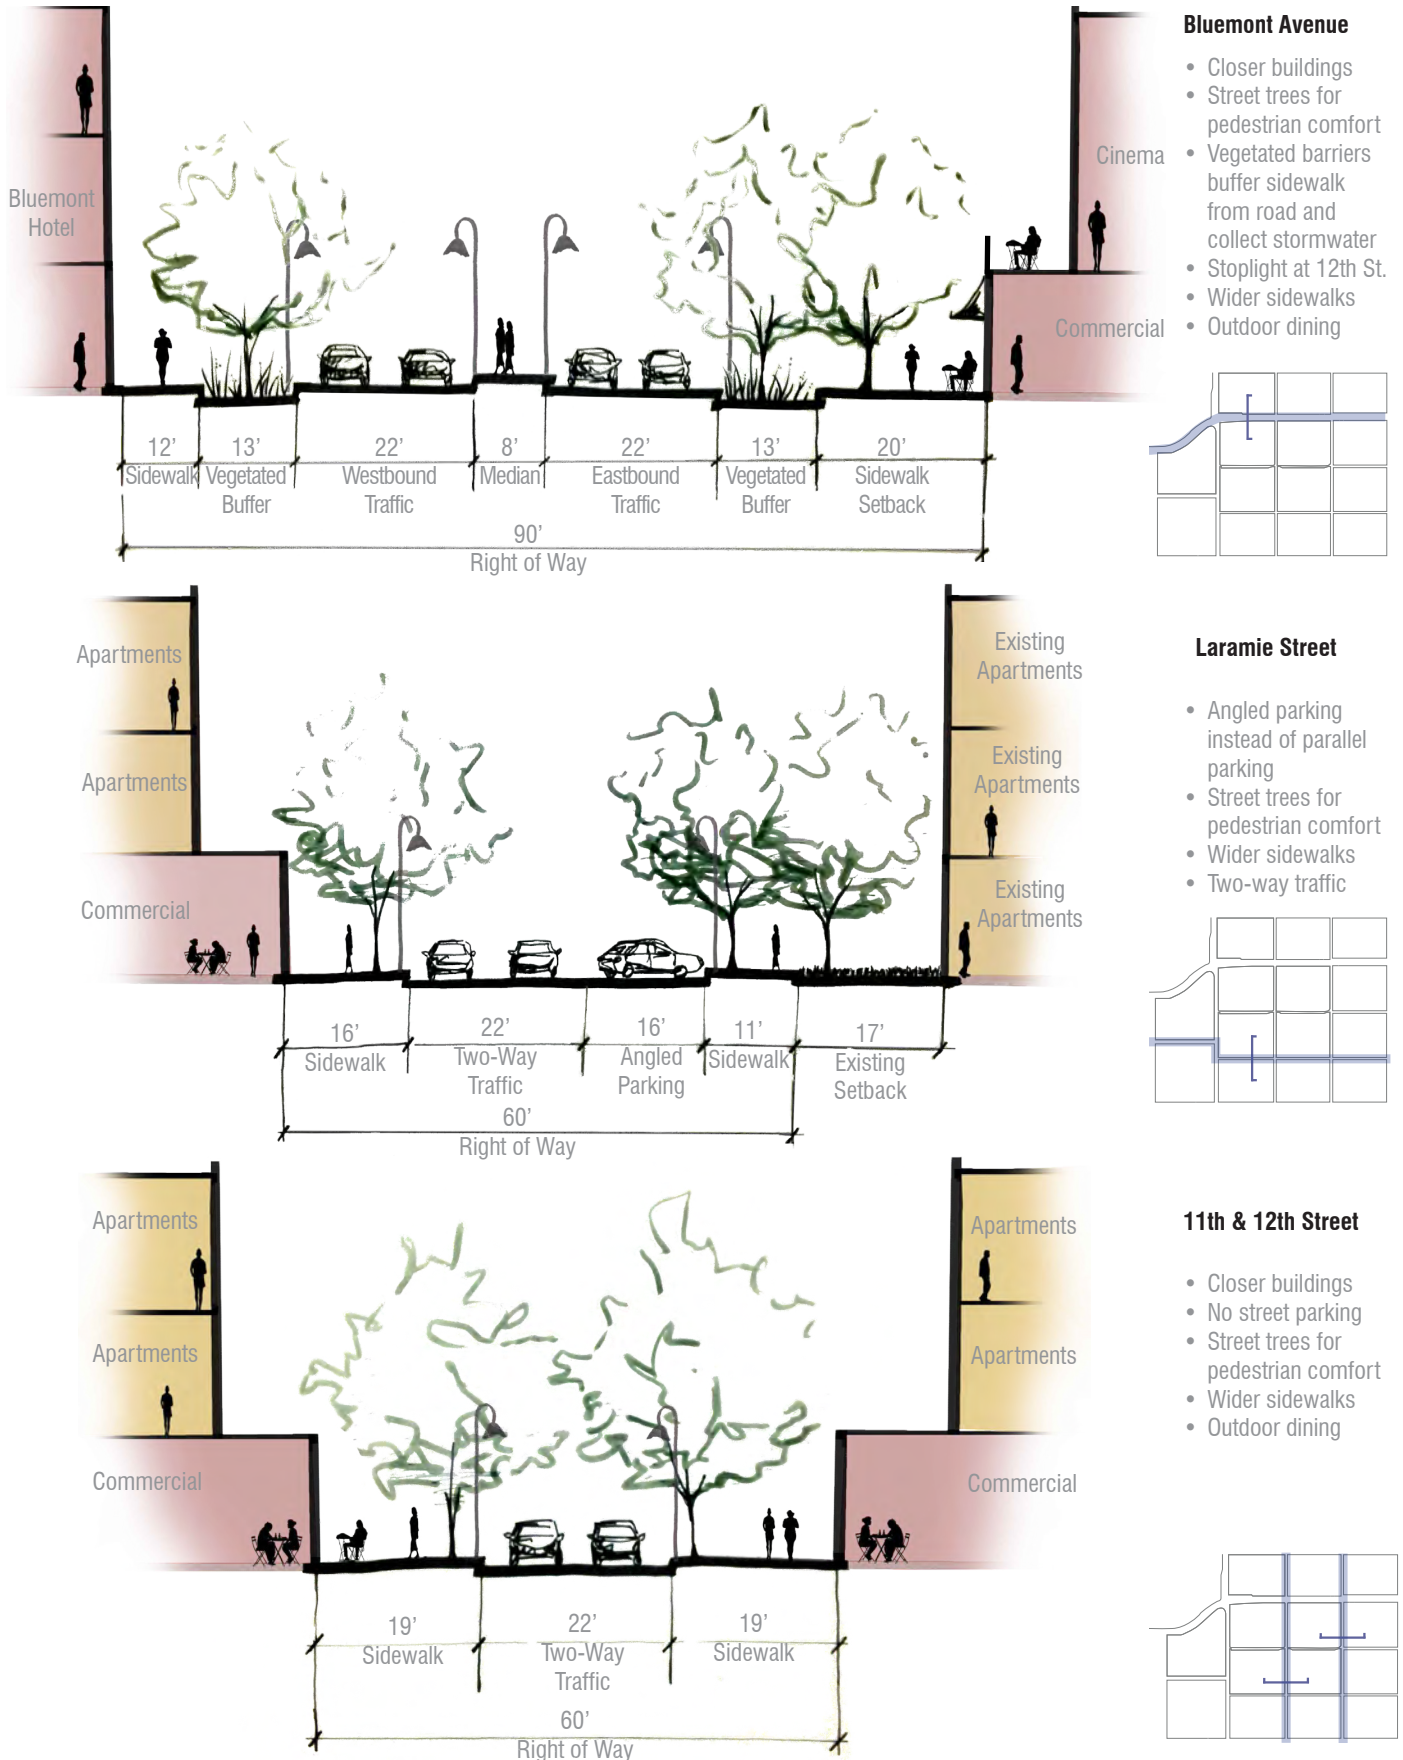 Bluemont Avenue
• Closer buildings
• Street trees for
pedestrian comfort
• Vegetated barriers
buffer sidewalk
from road and
collect stormwater
• Stoplight at 12th St.
• Wider sidewalks
• Outdoor dining
Bluemont
Hotel
Cinema
Commercial
12’ 13’ 22’ 8’ 22’ 13’ 20’
Sidewalk Vegetated Westbound Median Eastbound Vegetated Sidewalk
Buffer Traffic Traffic Buffer Setback
90’
Right of Way
Laramie Street
• Angled parking
instead of parallel
parking
• Street trees for
pedestrian comfort
• Wider sidewalks
• Two-way traffic
Apartments
Apartments
Commercial
Existing
Apartments
Existing
Apartments
Existing
Apartments
16’ 22’ 16’ 11’ 17’
Sidewalk Two-Way Angled Sidewalk Existing
Traffic Parking Setback
60’
Right of Way
11th & 12th Street
• Closer buildings
• No street parking
• Street trees for
pedestrian comfort
• Wider sidewalks
• Outdoor dining
Apartments
Apartments
Commercial
Apartments
Apartments
Commercial
19’ 22’ 19’
Sidewalk Two-Way Sidewalk
Traffic
60’
Right of Way